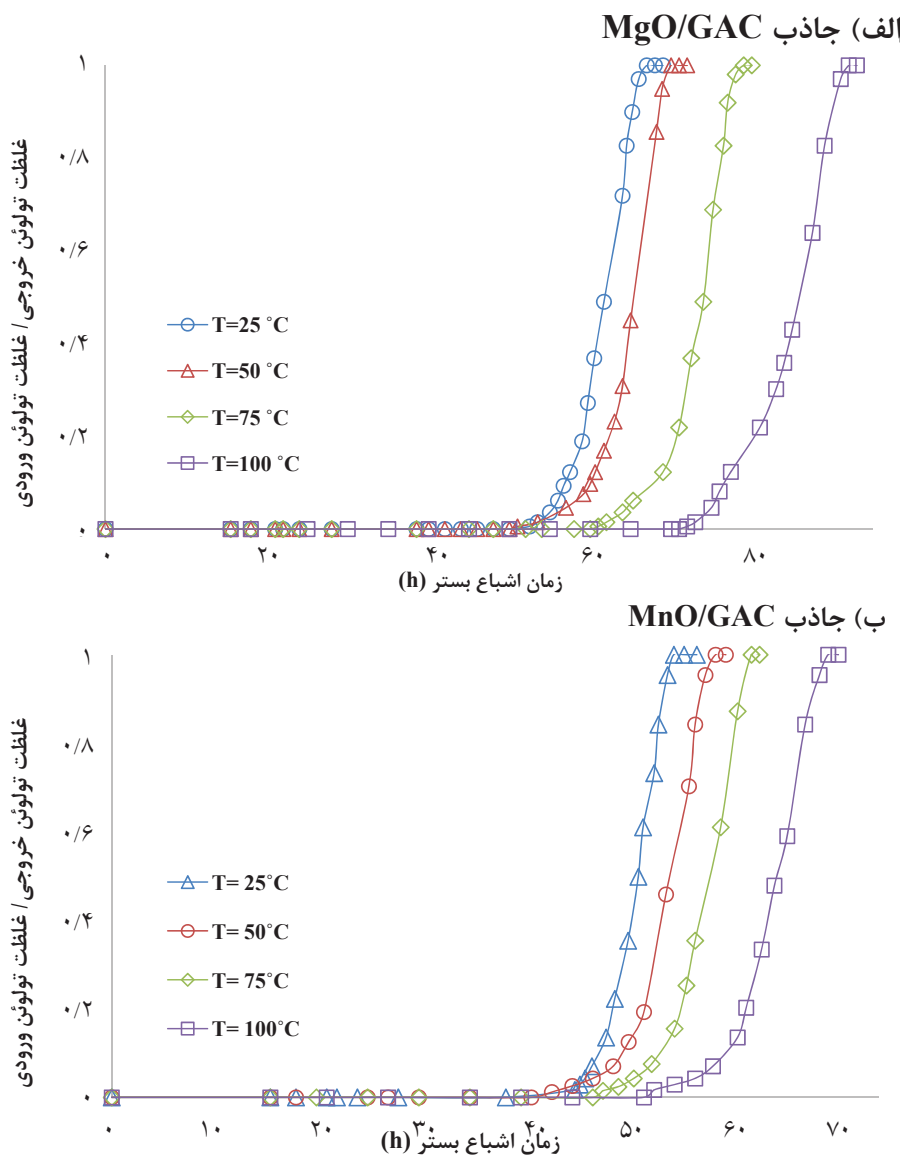 الف) جاذب MgO/GAC
غلظت تولوئن خروجی/ غلظت تولوئن ورودی
۱
۰/۸
۰/۶
۰/۴
۰/۲
۰
T=25 °C
T=50 °C
T=75 °C
T=100 °C
۰ ۲۰ ۴۰ ۶۰ ۸۰
زمان اشباع بستر (h)
ب) جاذب MnO/GAC
غلظت تولوئن خروجی/ غلظت تولوئن ورودی
۱
۰/۸
۰/۶
۰/۴
۰/۲
۰
T= 25°C
T= 50°C
T= 75°C
T= 100°C
۰ ۱۰ ۲۰ ۳۰ ۴۰ ۵۰ ۶۰ ۷۰
زمان اشباع بستر (h)